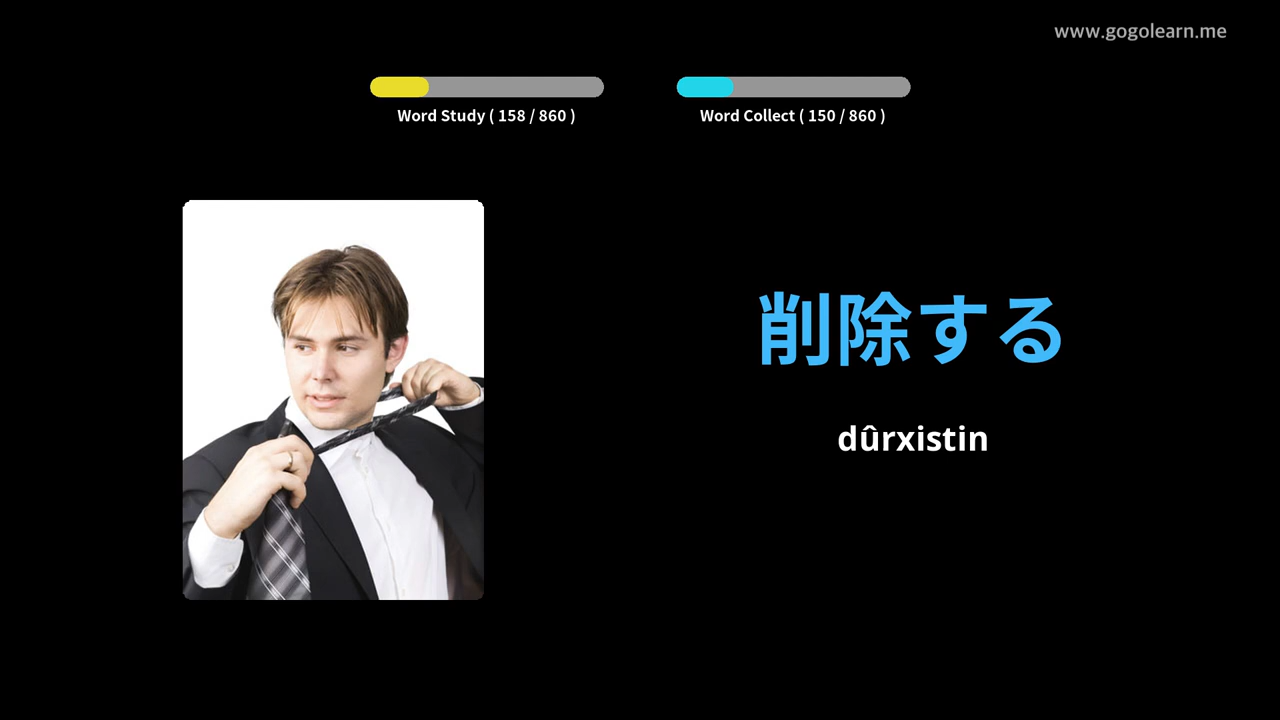 www.gogolearn.me
Word Study ( 158 / 860 )
Word Collect ( 150 / 860 )
削除する
dûrxistin